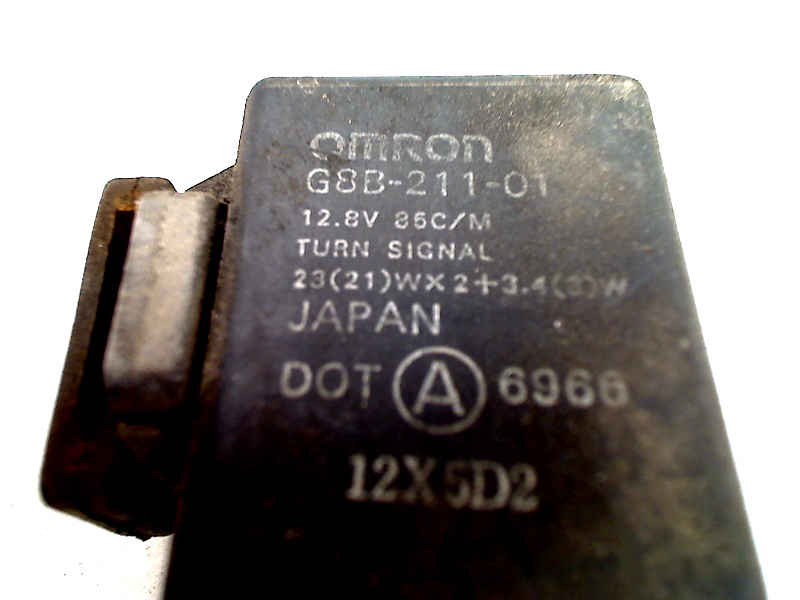 OMRON
G8B-211-01
12.8V 85C/M
TURN SIGNAL
23(21)W×2+3.4(3)W
JAPAN
DOT A 6966
12X5D2